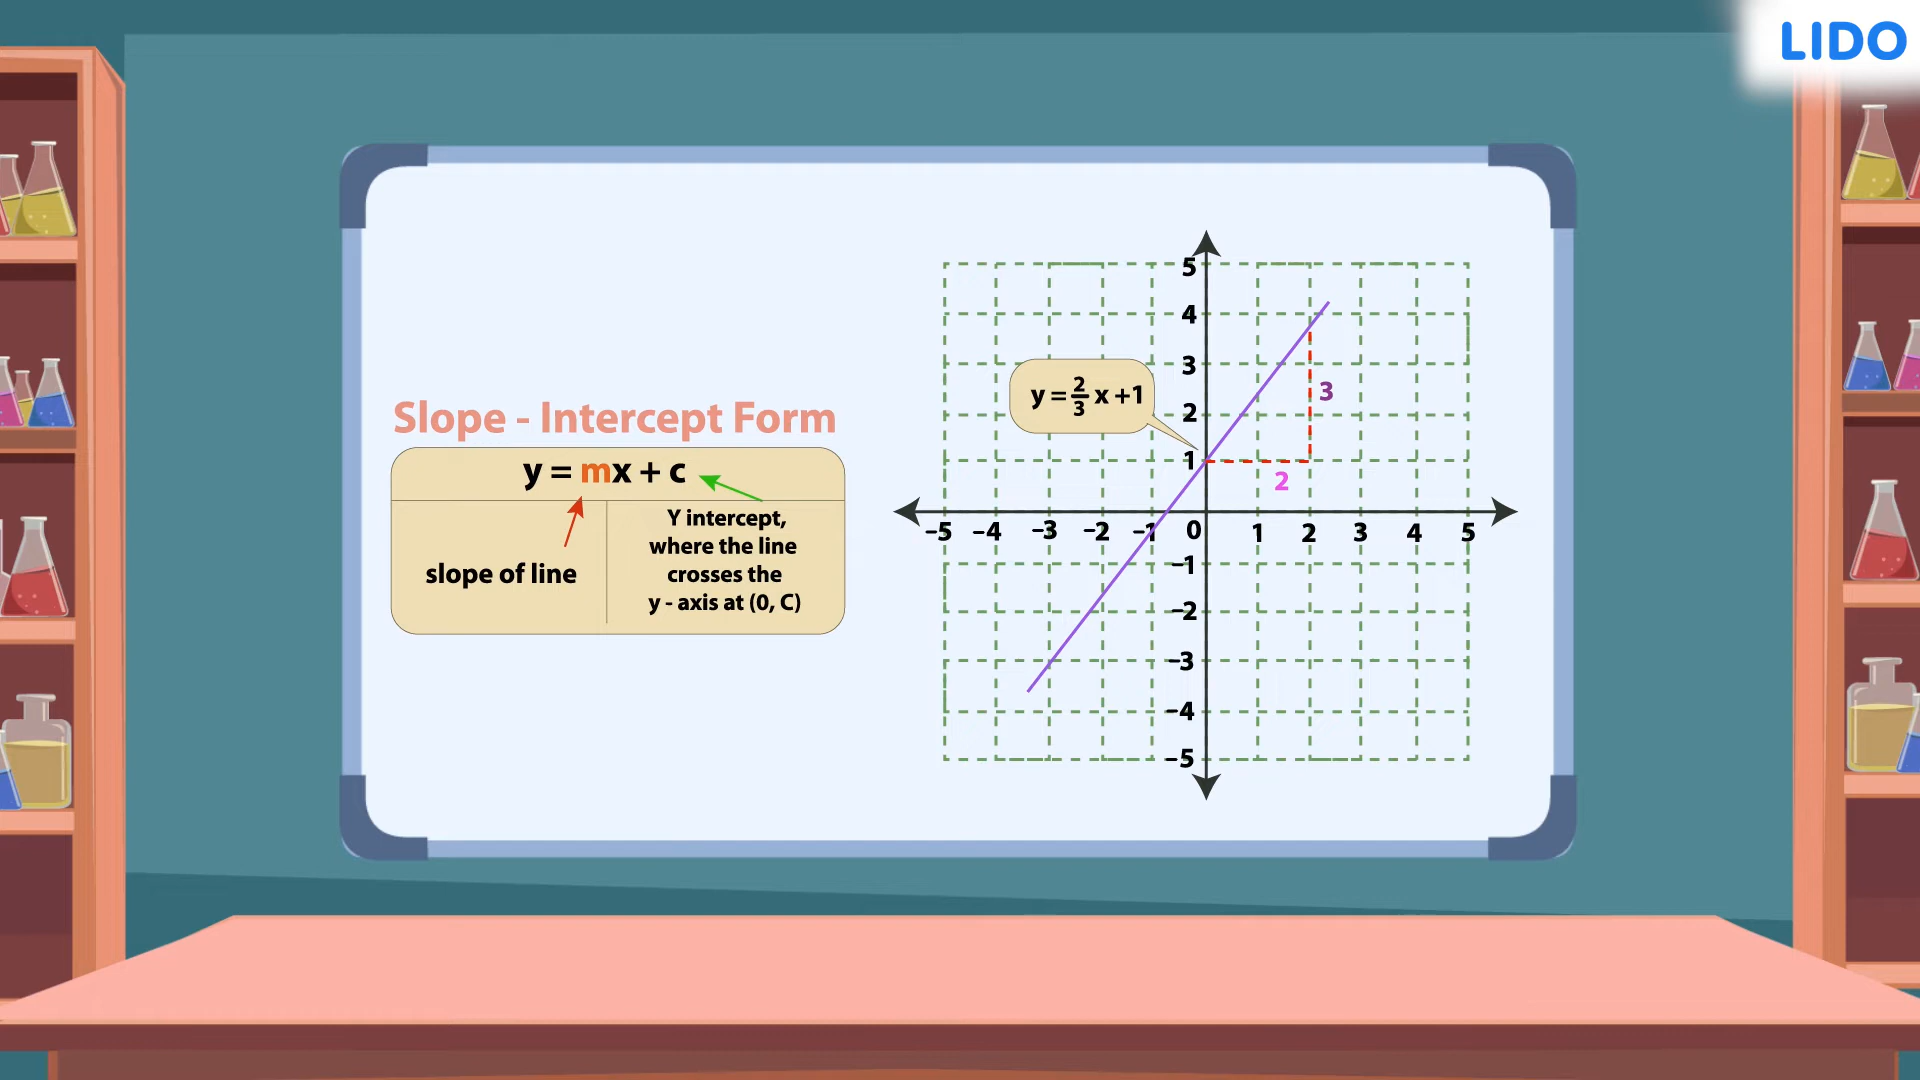 LIDO
Slope - Intercept Form
y = mx + c
slope of line
Y intercept,
where the line
crosses the
y - axis at (0, C)
y = 2/3 x +1
5
4
3
2
1
-5 -4 -3 -2 -1 0 1 2 3 4 5
-1
-2
-3
-4
-5
3
2